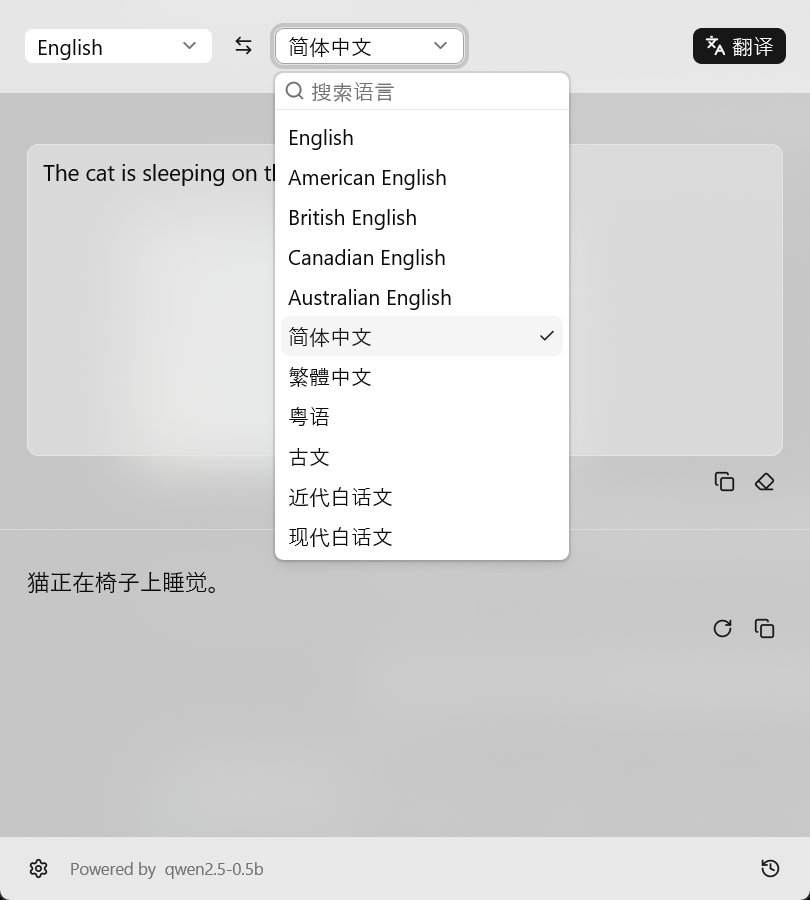 English
简体中文
翻译
搜索语言
The cat is sleeping on
English
American English
British English
Canadian English
Australian English
简体中文
繁體中文
粤语
古文
近代白话文
现代白话文
猫正在椅子上睡觉。
Powered by qwen2.5-0.5b